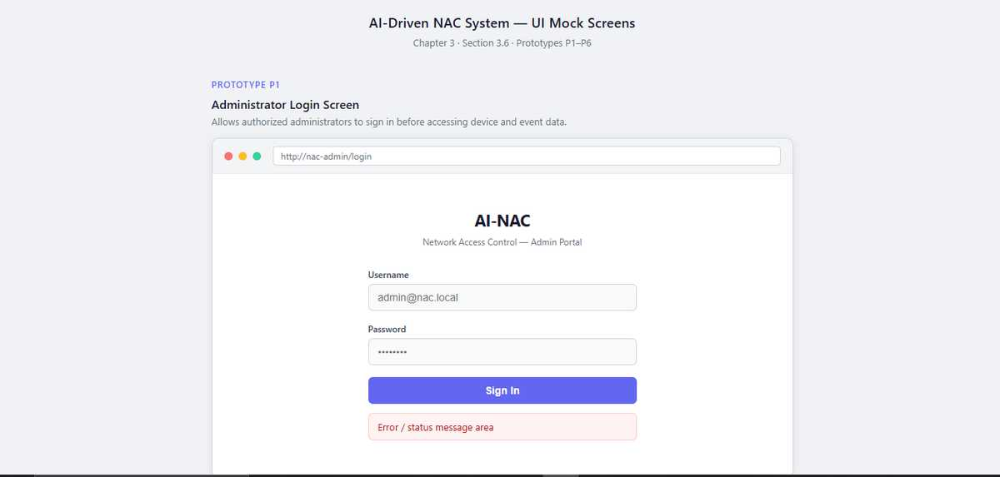 AI-Driven NAC System — UI Mock Screens
Chapter 3 · Section 3.6 · Prototypes P1–P6
PROTOTYPE P1
Administrator Login Screen
Allows authorized administrators to sign in before accessing device and event data.
http://nac-admin/login
AI-NAC
Network Access Control — Admin Portal
Username
admin@nac.local
Password
••••••••
Sign In
Error / status message area